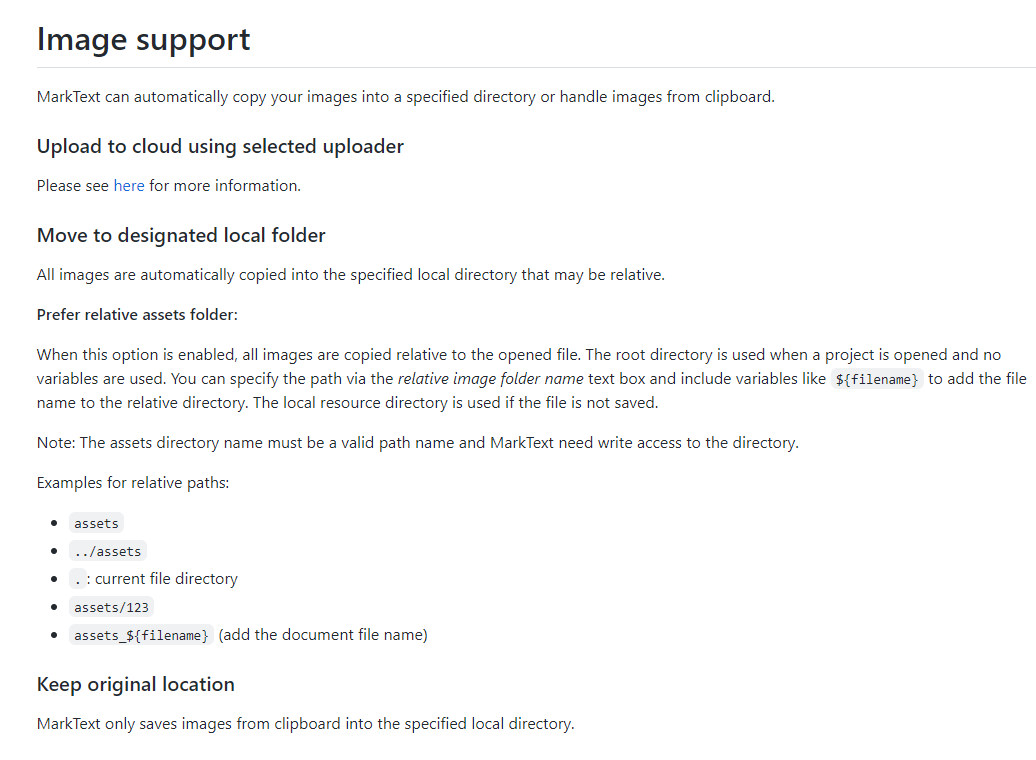 Image support
MarkText can automatically copy your images into a specified directory or handle images from clipboard.
Upload to cloud using selected uploader
Please see here for more information.
Move to designated local folder
All images are automatically copied into the specified local directory that may be relative.
Prefer relative assets folder:
When this option is enabled, all images are copied relative to the opened file. The root directory is used when a project is opened and no
variables are used. You can specify the path via the relative image folder name text box and include variables like ${filename} to add the file
name to the relative directory. The local resource directory is used if the file is not saved.
Note: The assets directory name must be a valid path name and MarkText need write access to the directory.
Examples for relative paths:
• assets
• ../assets
• . : current file directory
• assets/123
• assets_${filename} (add the document file name)
Keep original location
MarkText only saves images from clipboard into the specified local directory.